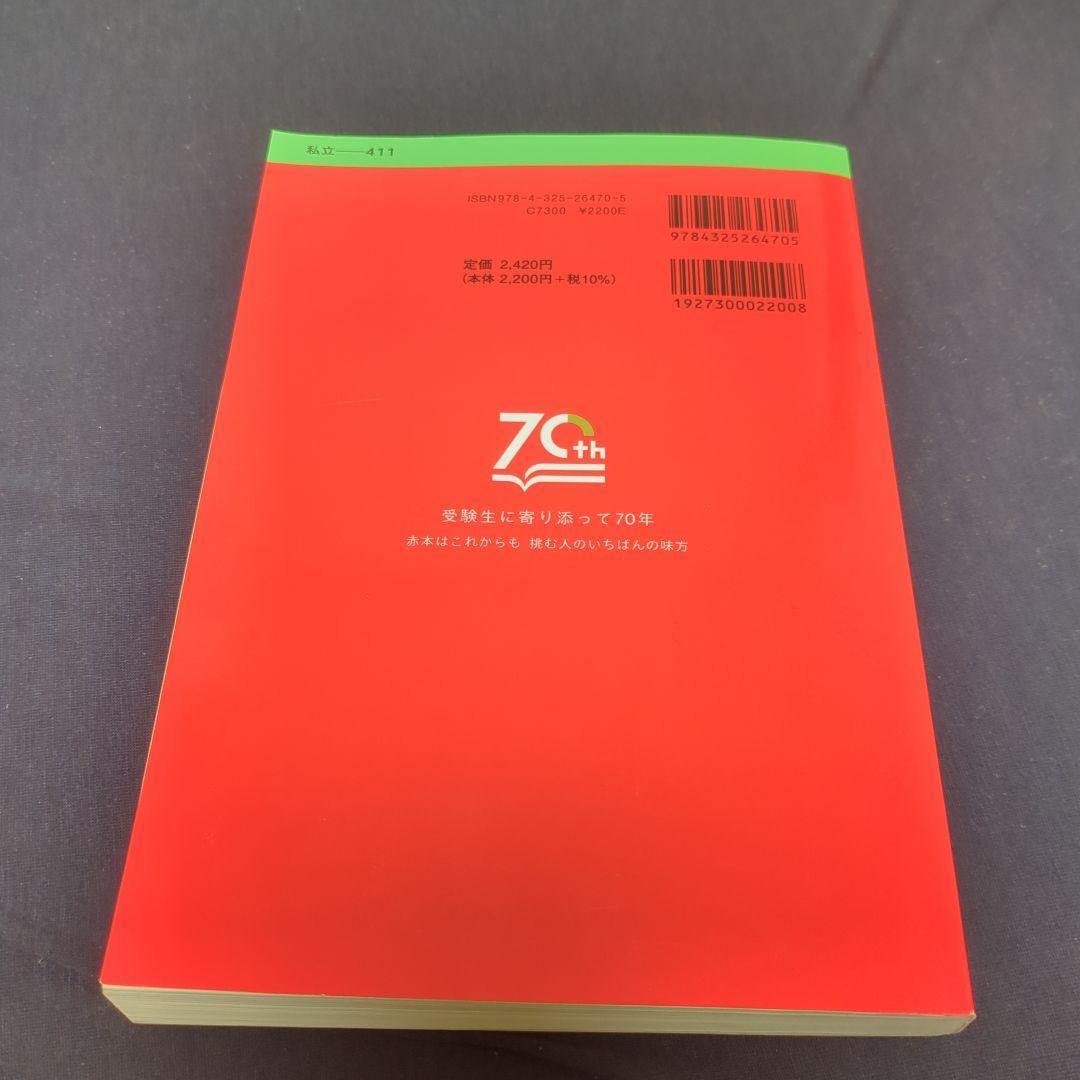 私立――411
ISBN978-4-325-26470-5
C7300 ¥2200E
9784325264705
定価 2,420円
(本体 2,200円+税10%)
1927300022008
70th
受験生に寄り添って70年
赤本はこれからも 挑む人のいちばんの味方